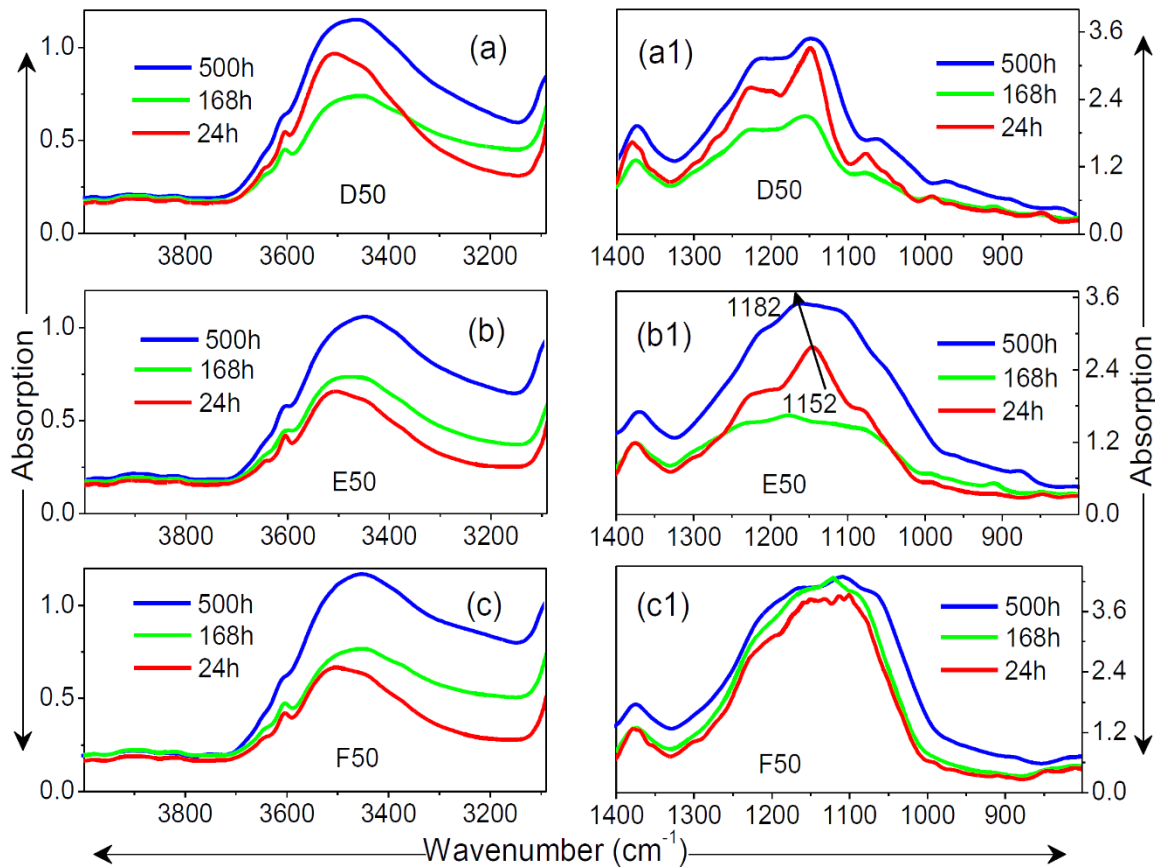 Absorption
1.0
0.5
0.0
500h
168h
24h
(a)
D50
3800 3600 3400 3200
500h
168h
24h
(a1)
D50
3.6
2.4
1.2
0.0
1400 1300 1200 1100 1000 900
1.0
0.5
0.0
500h
168h
24h
(b)
E50
3800 3600 3400 3200
1182
1152
500h
168h
24h
(b1)
E50
3.6
2.4
1.2
0.0
1400 1300 1200 1100 1000 900
1.0
0.5
0.0
500h
168h
24h
(c)
F50
3800 3600 3400 3200
500h
168h
24h
(c1)
F50
3.6
2.4
1.2
0.0
1400 1300 1200 1100 1000 900
Absorption
Wavenumber (cm⁻¹)